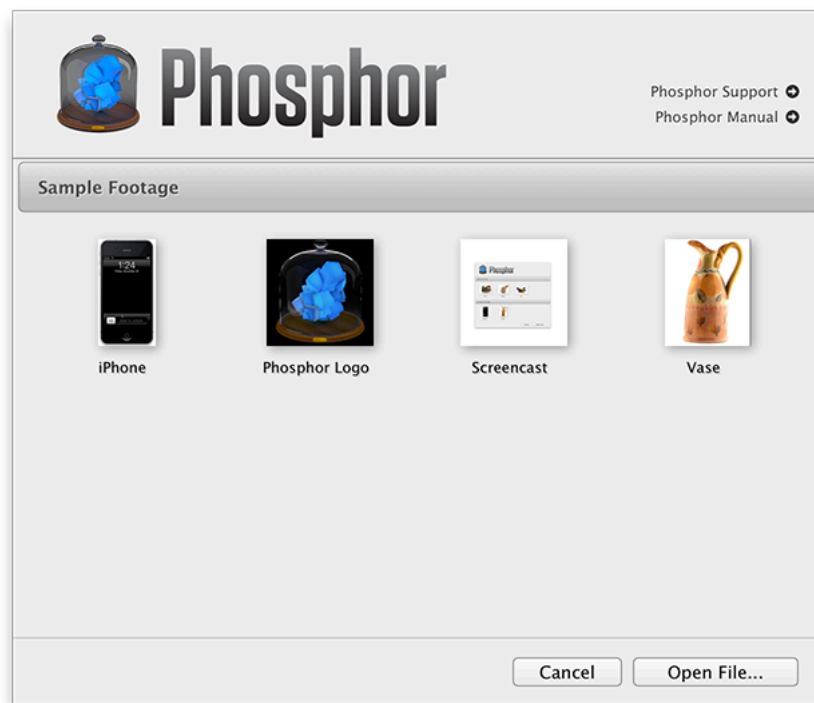 Phosphor
Phosphor Support
Phosphor Manual
Sample Footage
1:24
Phosphor
iPhone
Phosphor Logo
Screencast
Vase
Cancel
Open File...